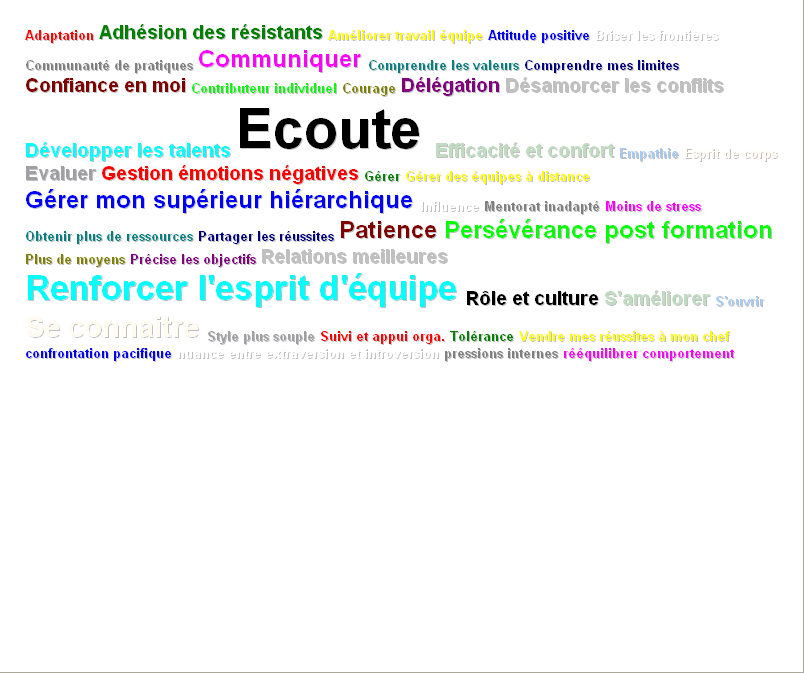 Adaptation Adhésion des résistants Améliorer travail équipe Attitude positive Briser les frontières
Communauté de pratiques Communiquer Comprendre les valeurs Comprendre mes limites
Confiance en moi Contributeur individuel Courage Délégation Désamorcer les conflits
Développer les talents Ecoute Efficacité et confort Empathie Esprit de corps
Evaluer Gestion émotions négatives Gérer Gérer des équipes à distance
Gérer mon supérieur hiérarchique Influence Mentorat inadapté Moins de stress
Obtenir plus de ressources Partager les réussites Patience Persévérance post formation
Plus de moyens Précise les objectifs Relations meilleures
Renforcer l'esprit d'équipe Rôle et culture S'améliorer S'ouvrir
Se connaitre Style plus souple Suivi et appui orga. Tolérance Vendre mes réussites à mon chef
confrontation pacifique nuance entre extraversion et introversion pressions internes rééquilibrer comportement